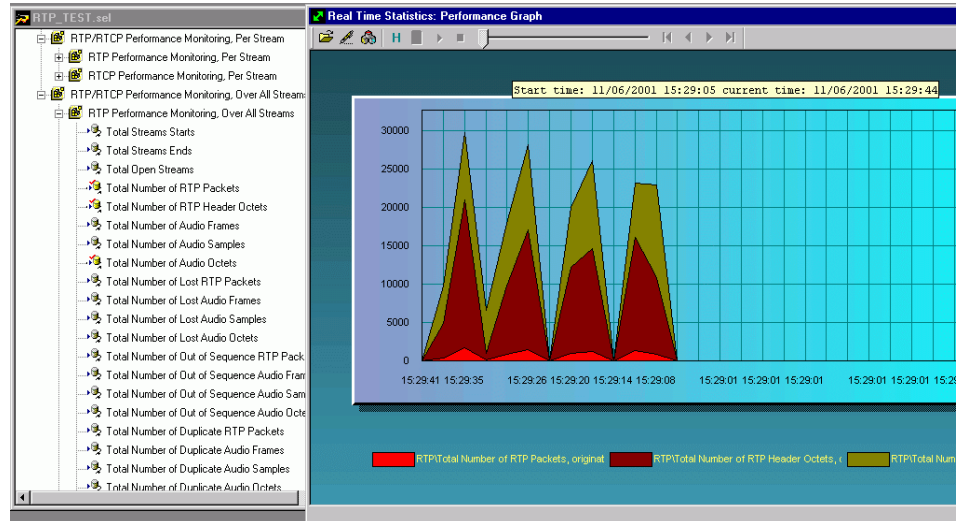 RTP_TEST.sel
RTP/RTCP Performance Monitoring, Per Stream
RTP Performance Monitoring, Per Stream
RTCP Performance Monitoring, Per Stream
RTP/RTCP Performance Monitoring, Over All Streams
RTP Performance Monitoring, Over All Streams
Total Streams Starts
Total Streams Ends
Total Open Streams
Total Number of RTP Packets
Total Number of RTP Header Octets
Total Number of Audio Frames
Total Number of Audio Samples
Total Number of Audio Octets
Total Number of Lost RTP Packets
Total Number of Lost Audio Frames
Total Number of Lost Audio Samples
Total Number of Lost Audio Octets
Total Number of Out of Sequence RTP Pack
Total Number of Out of Sequence Audio Fram
Total Number of Out of Sequence Audio Sam
Total Number of Out of Sequence Audio Octe
Total Number of Duplicate RTP Packets
Total Number of Duplicate Audio Frames
Total Number of Duplicate Audio Samples
Total Number of Duplicate Audio Octets
Real Time Statistics: Performance Graph
H
Start time: 11/06/2001 15:29:05 current time: 11/06/2001 15:29:44
30000
25000
20000
15000
10000
5000
0
15:29:41 15:29:35 15:29:26 15:29:20 15:29:14 15:29:08 15:29:01 15:29:01 15:29:01 15:29:01 15:29:01 15:29
RTP\Total Number of RTP Packets, originat
RTP\Total Number of RTP Header Octets, (
RTP\Total Num